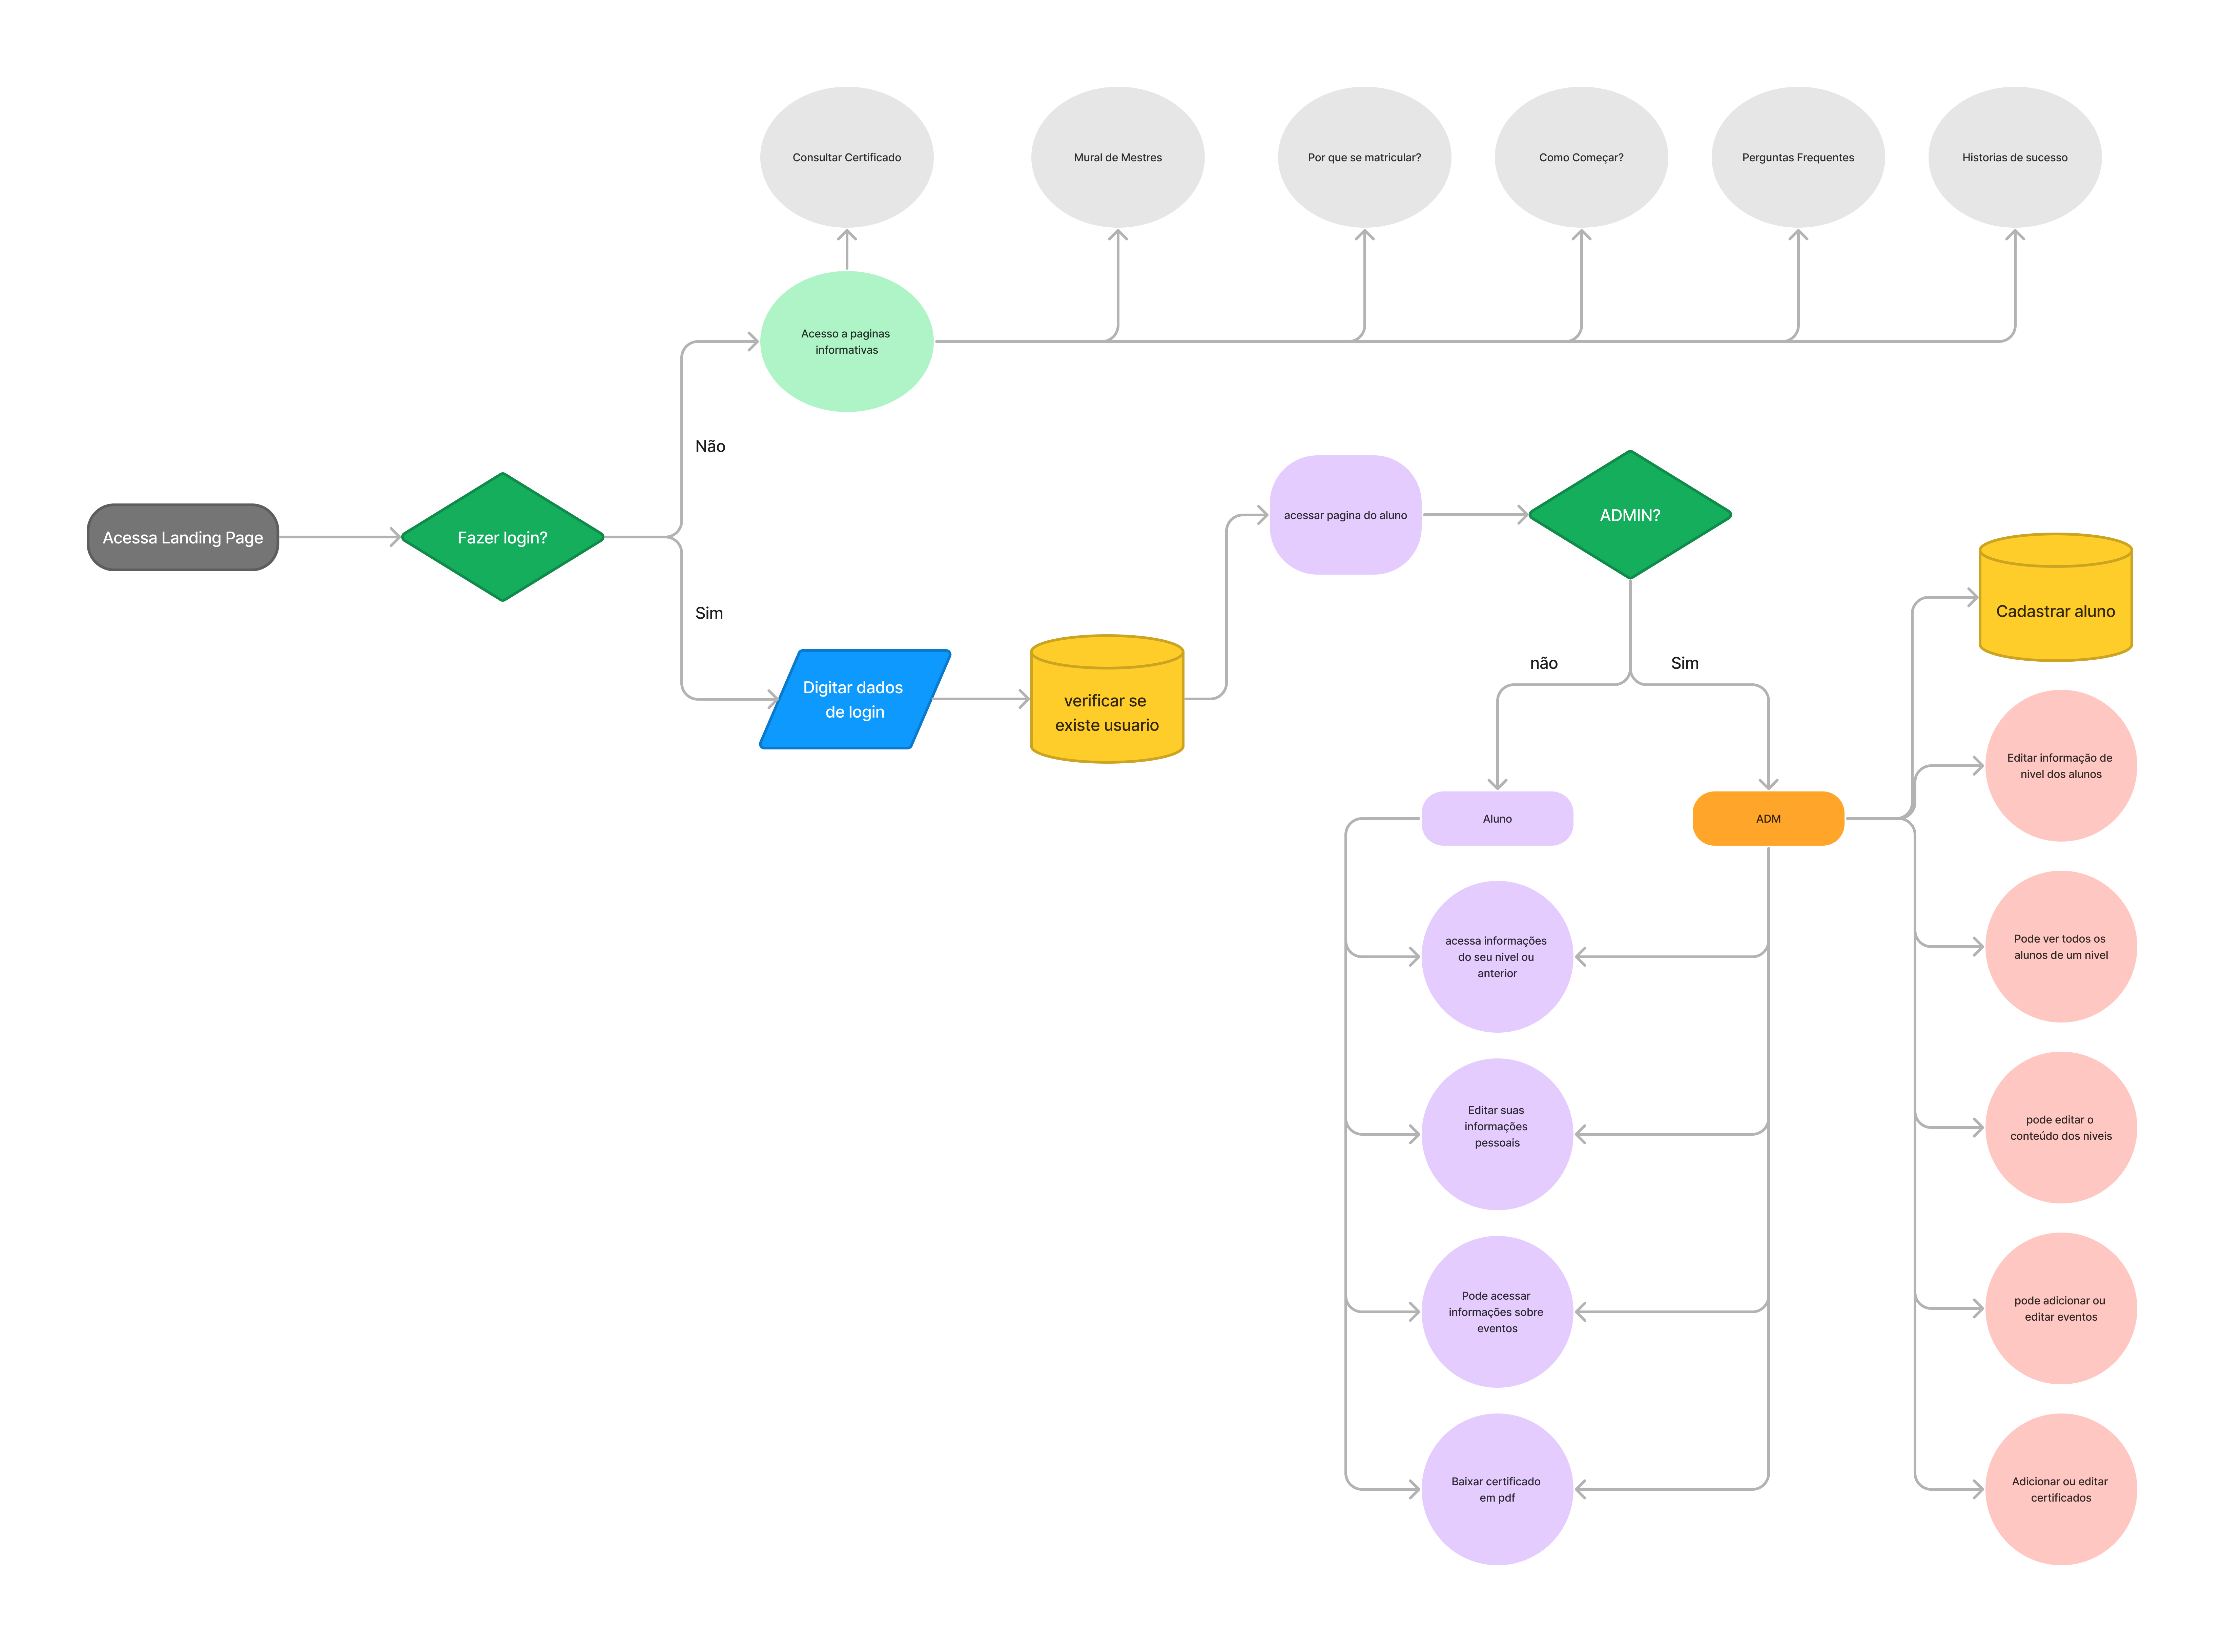 Consultar Certificado
Mural de Mestres
Por que se matricular?
Como Começar?
Perguntas Frequentes
Historias de sucesso
Acesso a paginas
informativas
Não
Acessa Landing Page
Fazer login?
Sim
Digitar dados
de login
verificar se
existe usuario
acessar pagina do aluno
ADMIN?
não
Sim
Cadastrar aluno
Aluno
ADM
Editar informação de
nivel dos alunos
acessa informações
do seu nivel ou
anterior
Pode ver todos os
alunos de um nivel
Editar suas
informações
pessoais
pode editar o
conteúdo dos niveis
Pode acessar
informações sobre
eventos
pode adicionar ou
editar eventos
Baixar certificado
em pdf
Adicionar ou editar
certificados